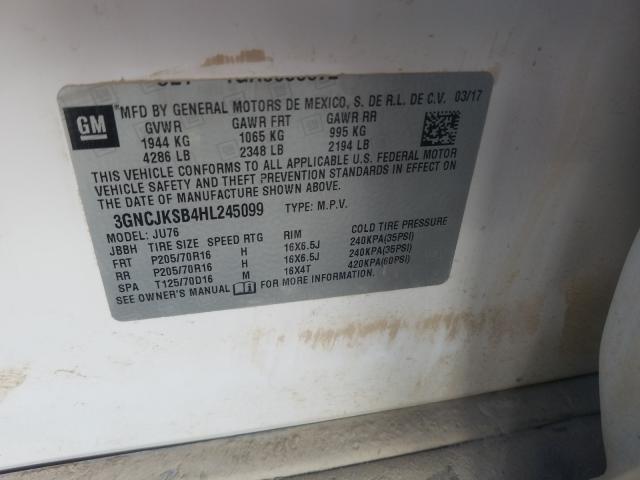 GM
*MFD BY GENERAL MOTORS DE MEXICO, S. DE R.L. DE C.V. 03/17
GVWR GAWR FRT GAWR RR
1944 KG 1065 KG 995 KG
4286 LB 2348 LB 2194 LB
THIS VEHICLE CONFORMS TO ALL APPLICABLE U.S. FEDERAL MOTOR
VEHICLE SAFETY AND THEFT PREVENTION STANDARDS IN EFFECT ON
THE DATE OF MANUFACTURE SHOWN ABOVE.
3GNCJKSB4HL245099 TYPE: M.P.V.
MODEL: JU76
JBBH TIRE SIZE SPEED RTG RIM COLD TIRE PRESSURE
FRT P205/70R16 H 16X6.5J 240KPA(35PSI)
RR P205/70R16 H 16X6.5J 240KPA(35PSI)
SPA T125/70D16 M 16X4T 420KPA(60PSI)
SEE OWNER'S MANUAL FOR MORE INFORMATION.